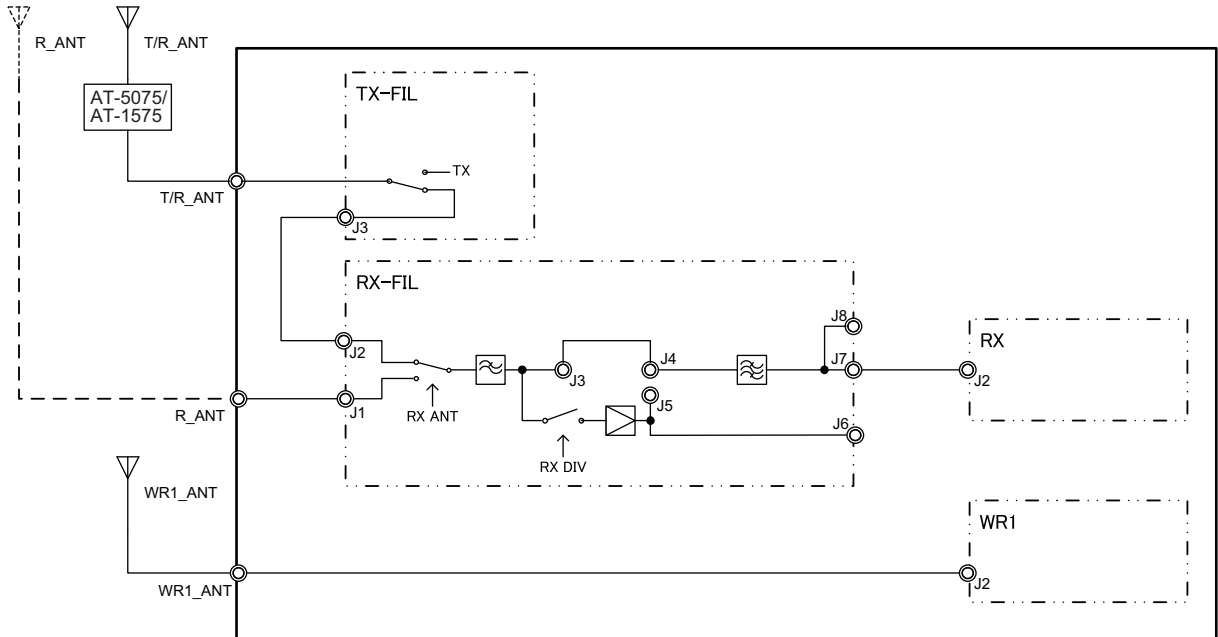 R_ANT
T/R_ANT
AT-5075/
AT-1575
T/R_ANT
TX-FIL
TX
J3
RX-FIL
J2
J1
R_ANT
RX ANT
J3
J4
J5
RX DIV
J8
J7
J6
RX
J2
WR1_ANT
WR1_ANT
WR1
J2